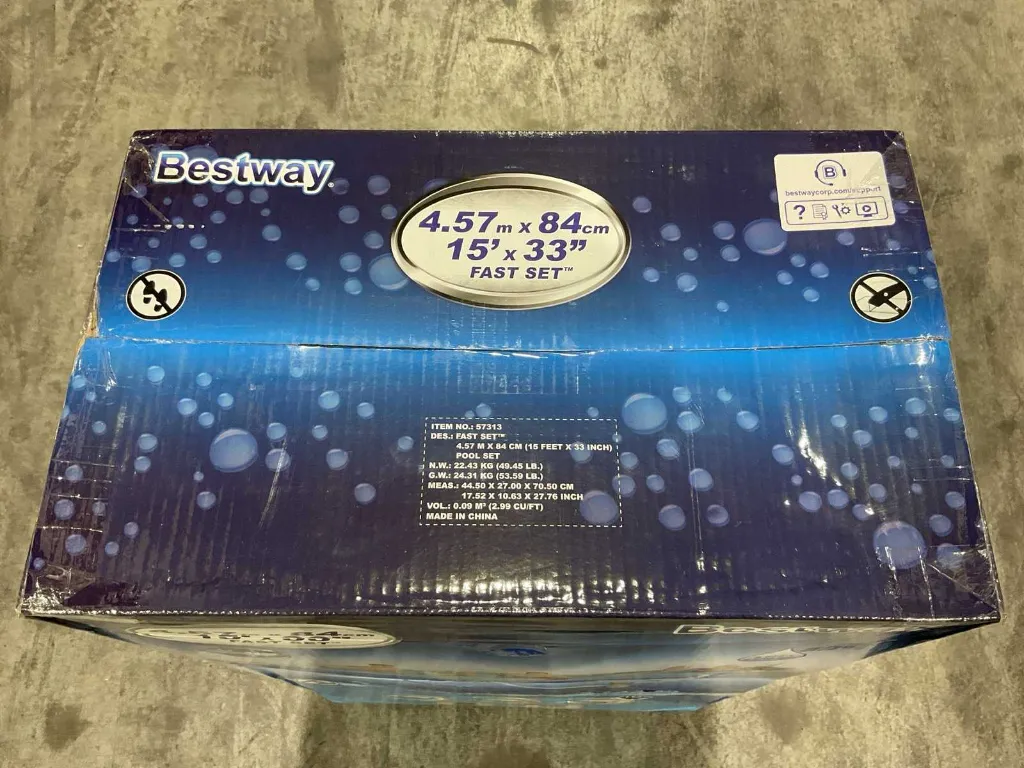 Bestway®
4.57m x 84cm
15' x 33"
FAST SET™
B
bestwaycorp.com/support
?
ITEM NO.: 57313
DES.: FAST SET™
4.57 M X 84 CM (15 FEET X 33 INCH)
POOL SET
N.W.: 22.43 KG (49.45 LB.)
G.W.: 24.31 KG (53.59 LB.)
MEAS.: 44.50 X 27.00 X 70.50 CM
17.52 X 10.63 X 27.76 INCH
VOL.: 0.09 M³ (2.99 CU/FT)
MADE IN CHINA
84cm